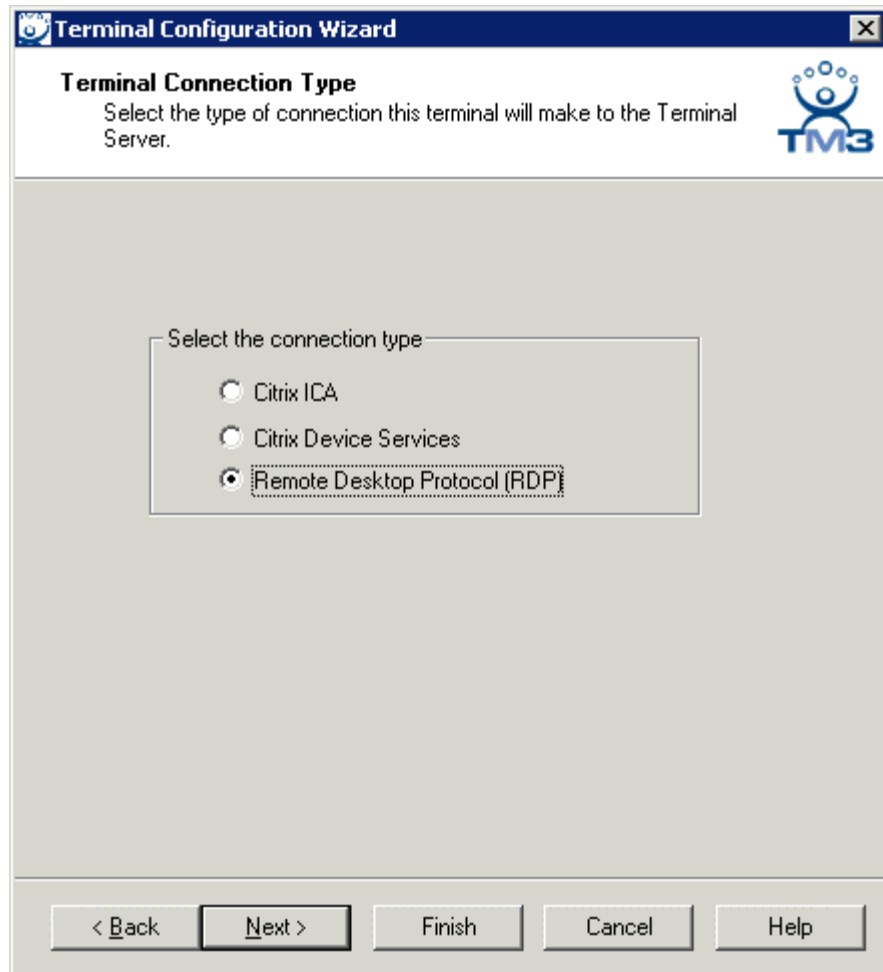 Terminal Configuration Wizard
Terminal Connection Type
Select the type of connection this terminal will make to the Terminal
Server.
TM3
Select the connection type
Citrix ICA
Citrix Device Services
Remote Desktop Protocol (RDP)
< Back Next > Finish Cancel Help